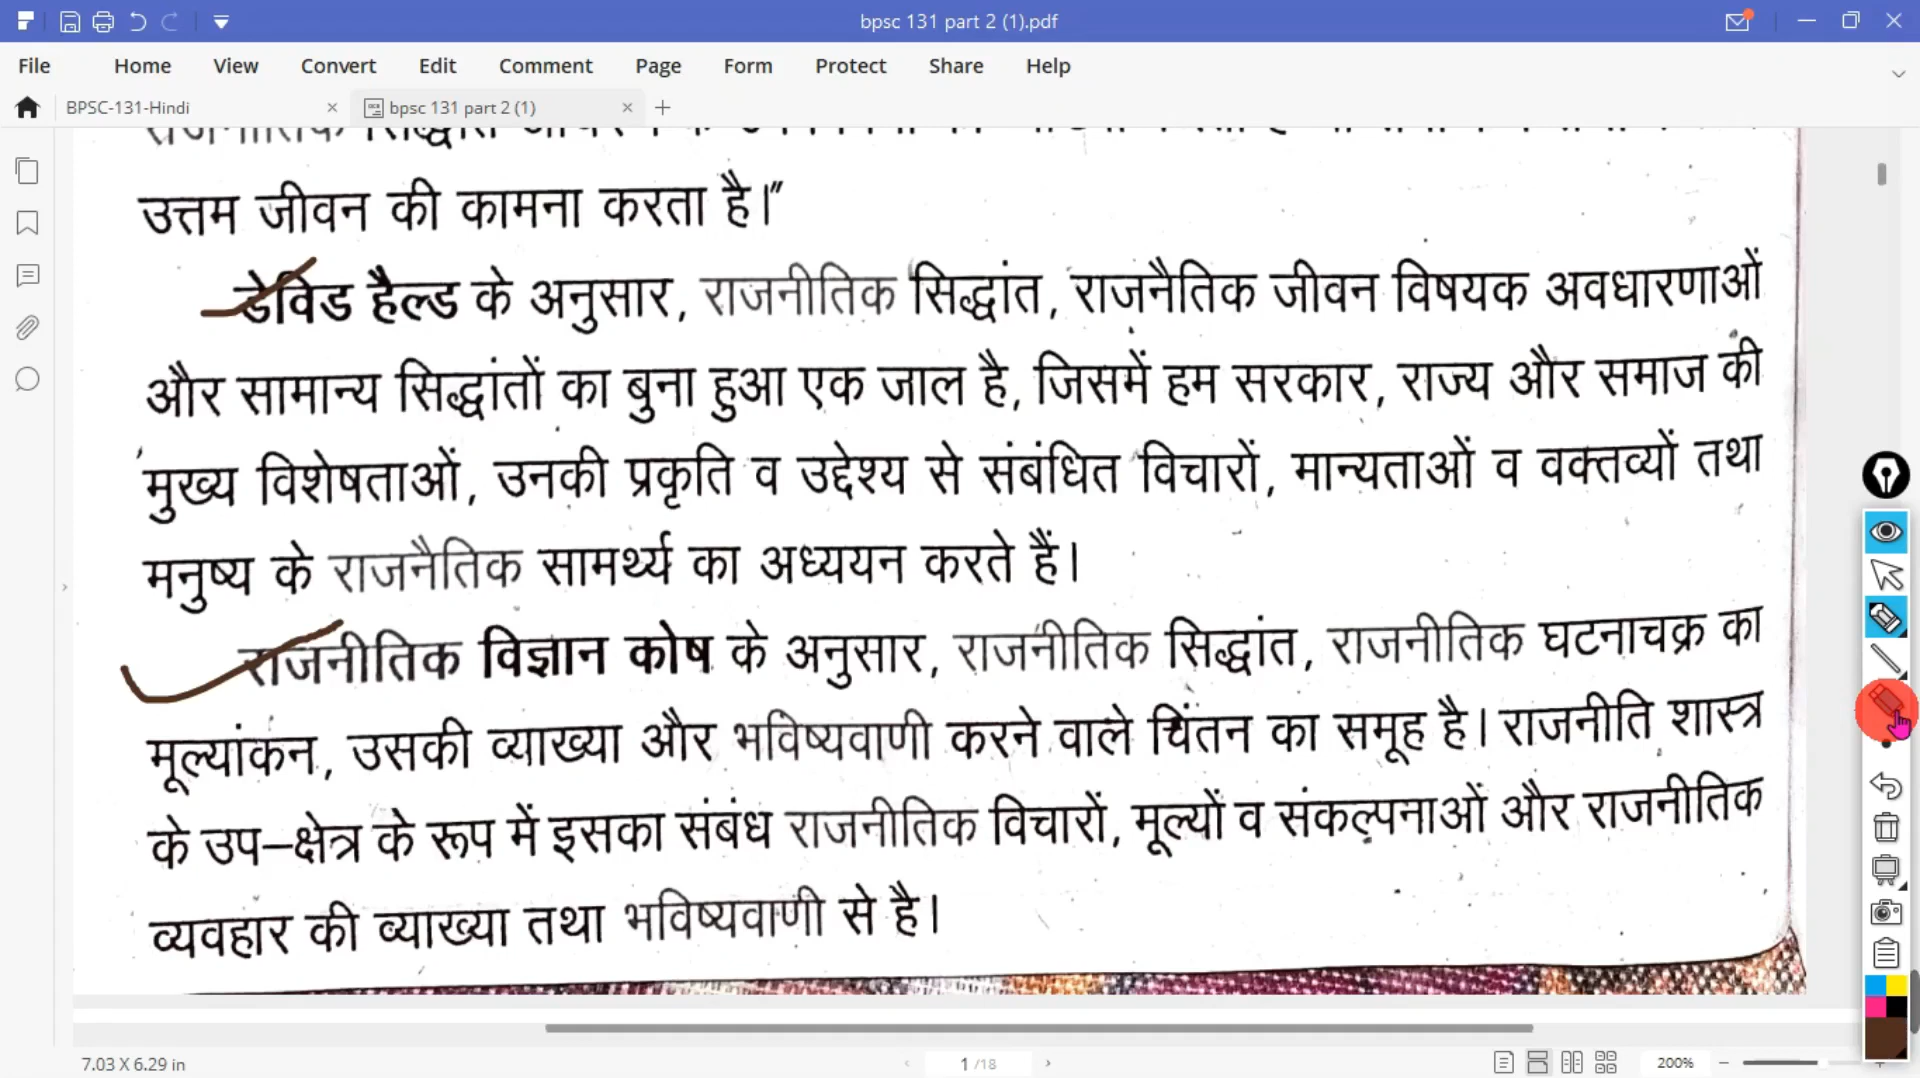 bpsc 131 part 2 (1).pdf
File Home View Convert Edit Comment Page Form Protect Share Help
BPSC-131-Hindi bpsc 131 part 2 (1)
राजनीतिक सिद्धांत
उत्तम जीवन की कामना करता है।”
डेविड हैल्ड के अनुसार, राजनीतिक सिद्धांत, राजनैतिक जीवन विषयक अवधारणाओं
और सामान्य सिद्धांतों का बुना हुआ एक जाल है, जिसमें हम सरकार, राज्य और समाज की
मुख्य विशेषताओं, उनकी प्रकृति व उद्देश्य से संबंधित विचारों, मान्यताओं व वक्तव्यों तथा
मनुष्य के राजनैतिक सामर्थ्य का अध्ययन करते हैं।
राजनीतिक विज्ञान कोष के अनुसार, राजनीतिक सिद्धांत, राजनीतिक घटनाचक्र का
मूल्यांकन, उसकी व्याख्या और भविष्यवाणी करने वाले चिंतन का समूह है। राजनीति शास्त्र
के उप–क्षेत्र के रूप में इसका संबंध राजनीतिक विचारों, मूल्यों व संकल्पनाओं और राजनीतिक
व्यवहार की व्याख्या तथा भविष्यवाणी से है।
7.03 X 6.29 in 1 /18 200%